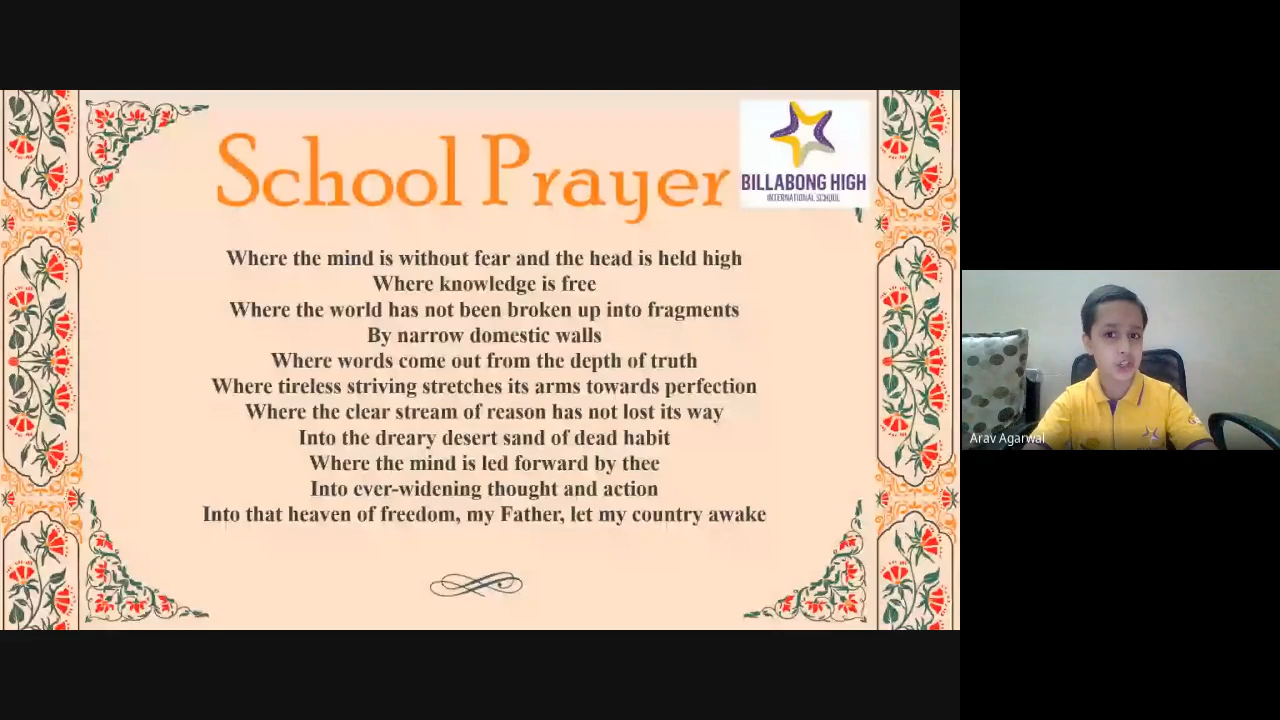 School Prayer
BILLABONG HIGH
INTERNATIONAL SCHOOL
Where the mind is without fear and the head is held high
Where knowledge is free
Where the world has not been broken up into fragments
By narrow domestic walls
Where words come out from the depth of truth
Where tireless striving stretches its arms towards perfection
Where the clear stream of reason has not lost its way
Into the dreary desert sand of dead habit
Where the mind is led forward by thee
Into ever-widening thought and action
Into that heaven of freedom, my Father, let my country awake
Arav Agarwal